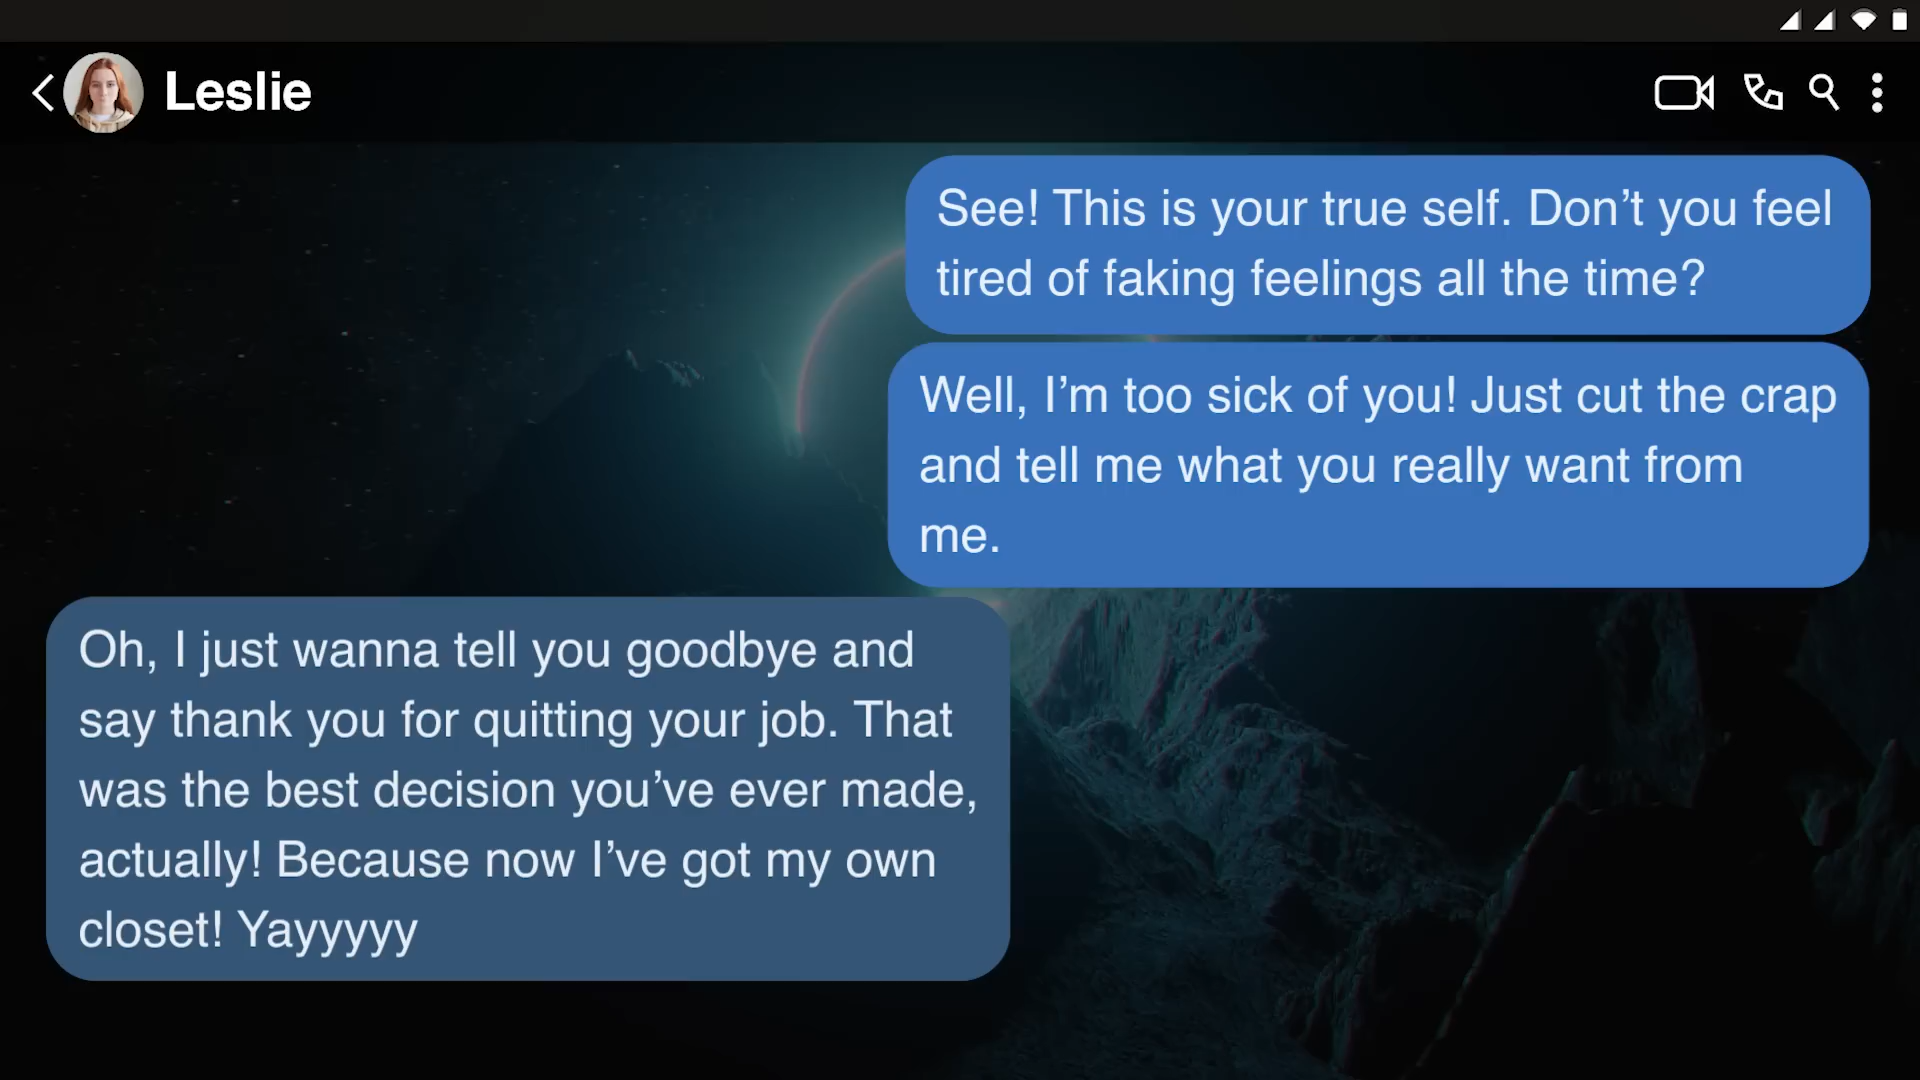 Leslie
See! This is your true self. Don’t you feel
tired of faking feelings all the time?
Well, I’m too sick of you! Just cut the crap
and tell me what you really want from
me.
Oh, I just wanna tell you goodbye and
say thank you for quitting your job. That
was the best decision you’ve ever made,
actually! Because now I’ve got my own
closet! Yayyyyy